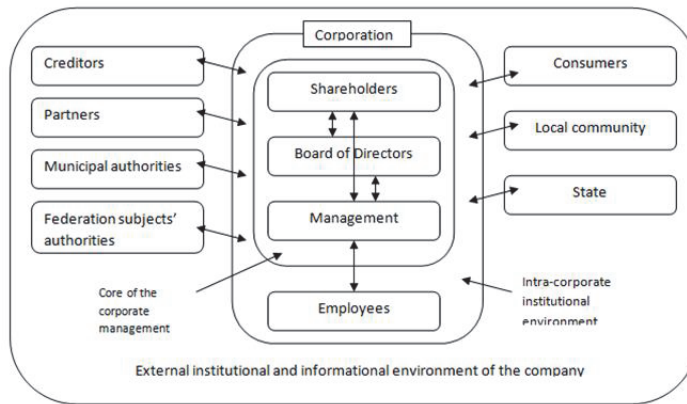 Corporation
Creditors
Partners
Municipal authorities
Federation subjects'
authorities
Shareholders
Board of Directors
Management
Employees
Consumers
Local community
State
Core of the
corporate
management
Intra-corporate
institutional
environment
External institutional and informational environment of the company